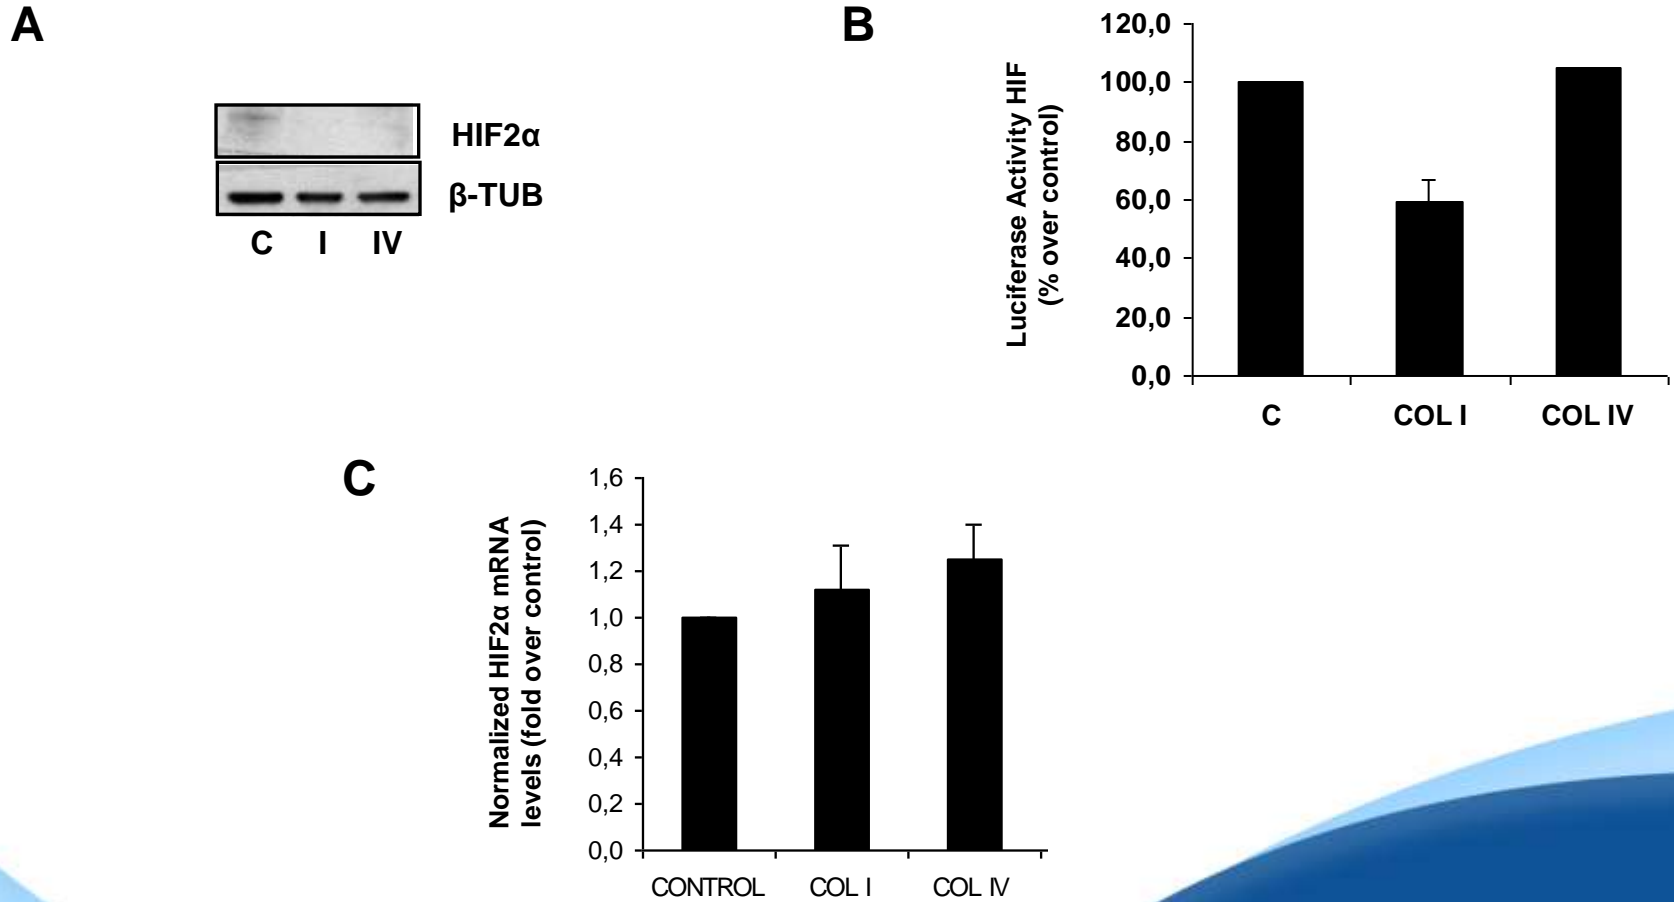 A
HIF2α
β-TUB
C I IV
B
Luciferase Activity HIF
(% over control)
120,0
100,0
80,0
60,0
40,0
20,0
0,0
C COL I COL IV
C
Normalized HIF2α mRNA
levels (fold over control)
1,6
1,4
1,2
1,0
0,8
0,6
0,4
0,2
0,0
CONTROL COL I COL IV